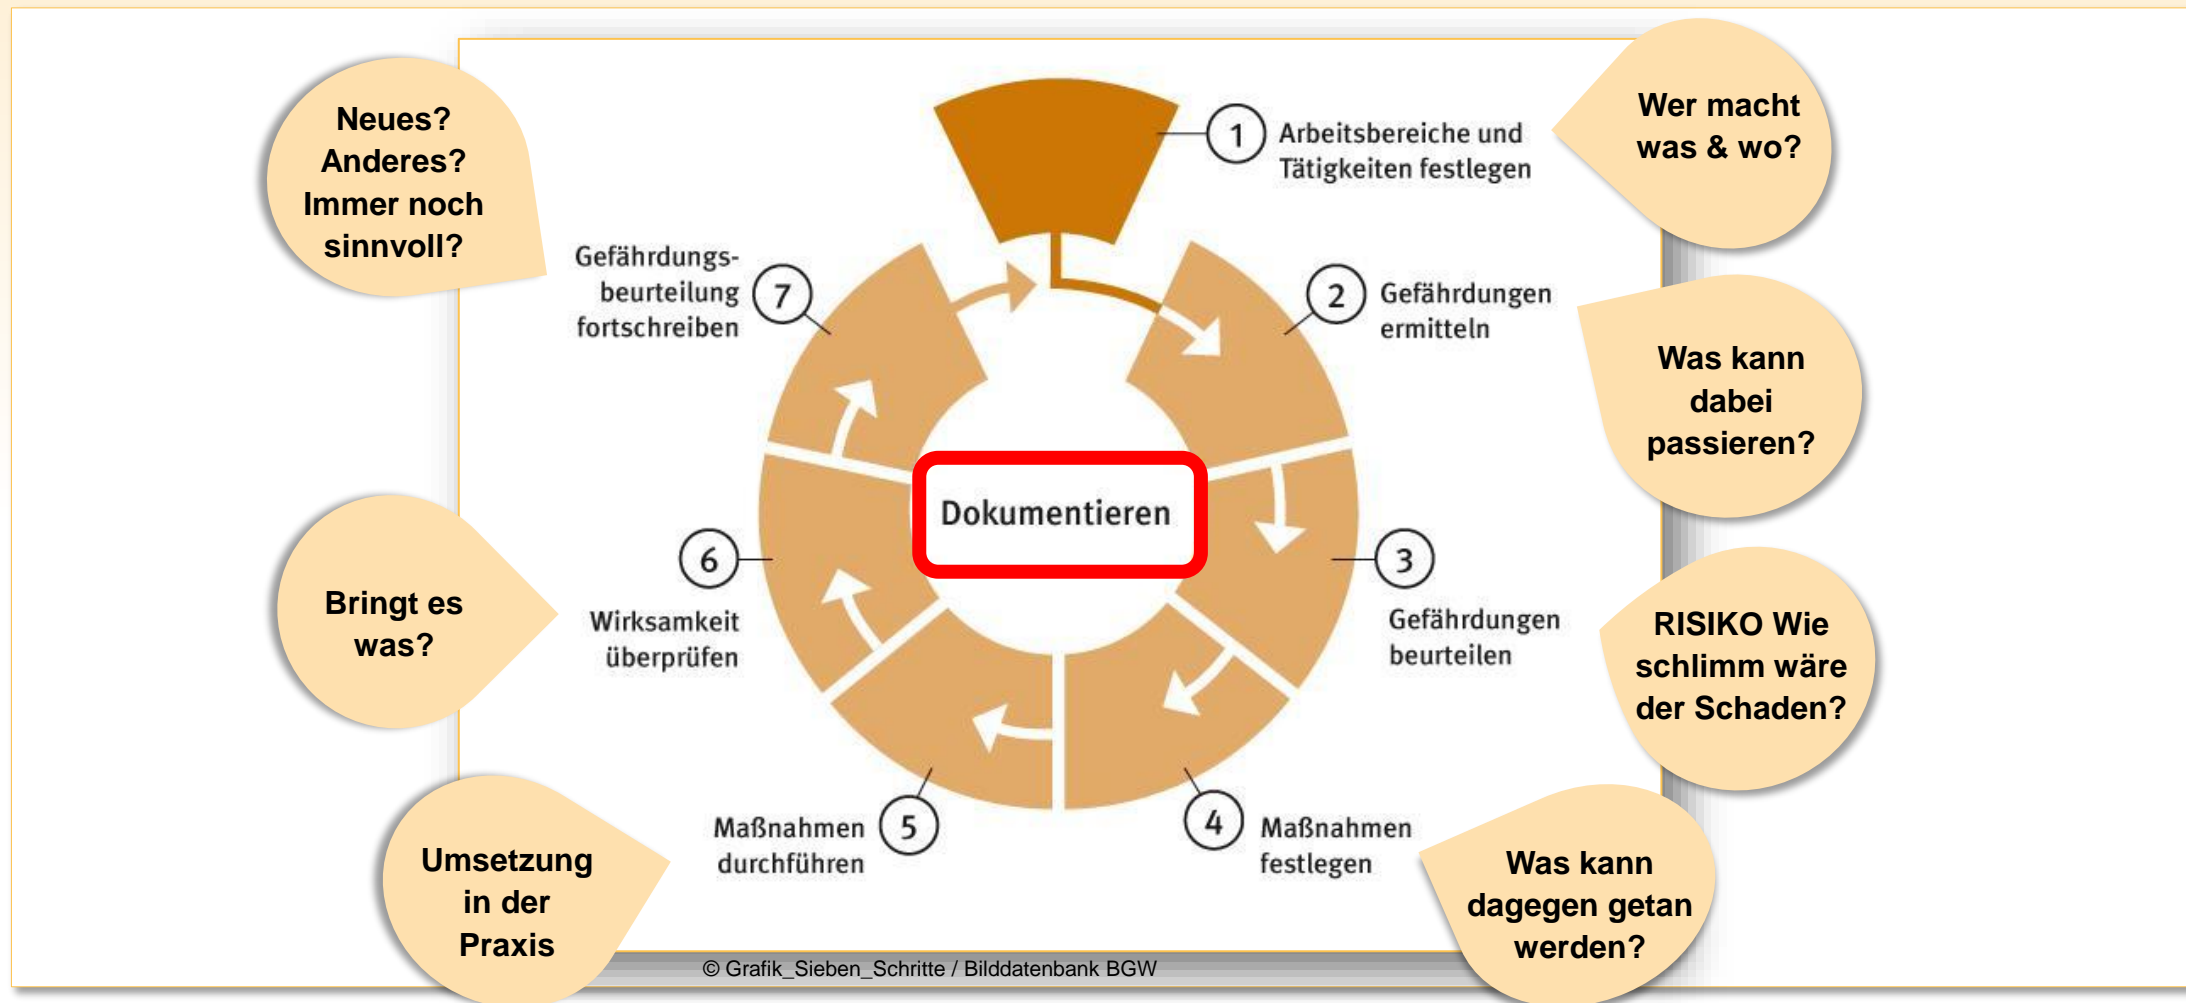 1
Arbeitsbereiche und
Tätigkeiten festlegen
Wer macht
was & wo?
2
Gefährdungen
ermitteln
Was kann
dabei
passieren?
3
Gefährdungen
beurteilen
RISIKO Wie
schlimm wäre
der Schaden?
4
Maßnahmen
festlegen
Was kann
dagegen getan
werden?
5
Maßnahmen
durchführen
Umsetzung
in der
Praxis
6
Wirksamkeit
überprüfen
Bringt es
was?
7
Gefährdungs-
beurteilung
fortschreiben
Neues?
Anderes?
Immer noch
sinnvoll?
Dokumentieren
© Grafik_Sieben_Schritte / Bilddatenbank BGW